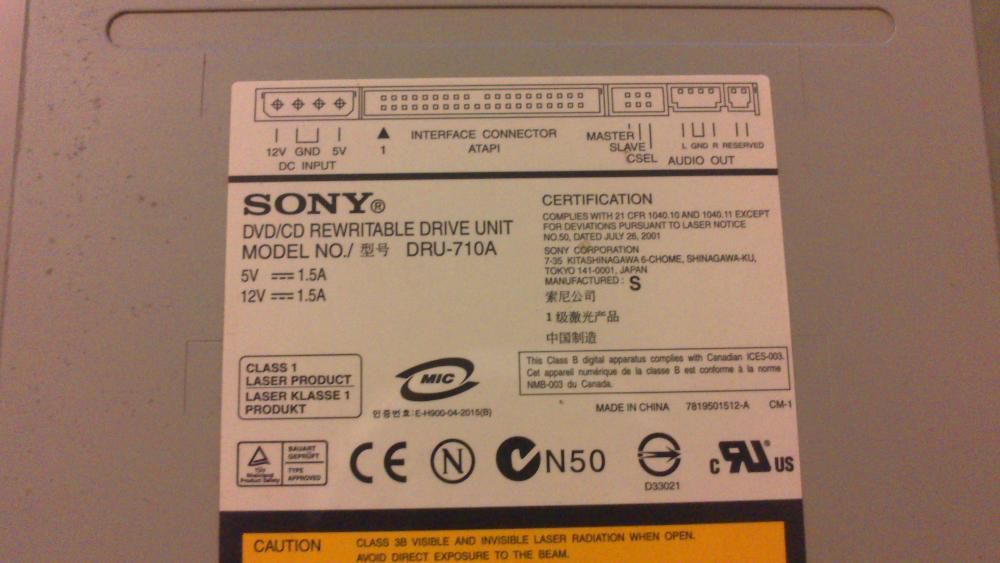 12V GND 5V
DC INPUT
1
INTERFACE CONNECTOR
ATAPI
MASTER
SLAVE
CSEL
L GND R RESERVED
AUDIO OUT
SONY®
DVD/CD REWRITABLE DRIVE UNIT
MODEL NO./ 型号 DRU-710A
5V 1.5A
12V 1.5A
CERTIFICATION
COMPLIES WITH 21 CFR 1040.10 AND 1040.11 EXCEPT
FOR DEVIATIONS PURSUANT TO LASER NOTICE
NO.50, DATED JULY 26, 2001
SONY CORPORATION
7-35 KITASHINAGAWA 6-CHOME, SHINAGAWA-KU,
TOKYO 141-0001, JAPAN
MANUFACTURED : S
索尼公司
1 级激光产品
中国制造
CLASS 1
LASER PRODUCT
LASER KLASSE 1
PRODUKT
MIC
인증번호: E-H900-04-2015(B)
This Class B digital apparatus complies with Canadian ICES-003.
Cet appareil numérique de la classe B est conforme à la norme
NMB-003 du Canada.
MADE IN CHINA 7819501512-A CM-1
TÜV
Rheinland
Product Safety
BAUART
GEPRÜFT
TYPE
APPROVED
CE
N
N50
D33021
c RU® US
CAUTION
CLASS 3B VISIBLE AND INVISIBLE LASER RADIATION WHEN OPEN.
AVOID DIRECT EXPOSURE TO THE BEAM.